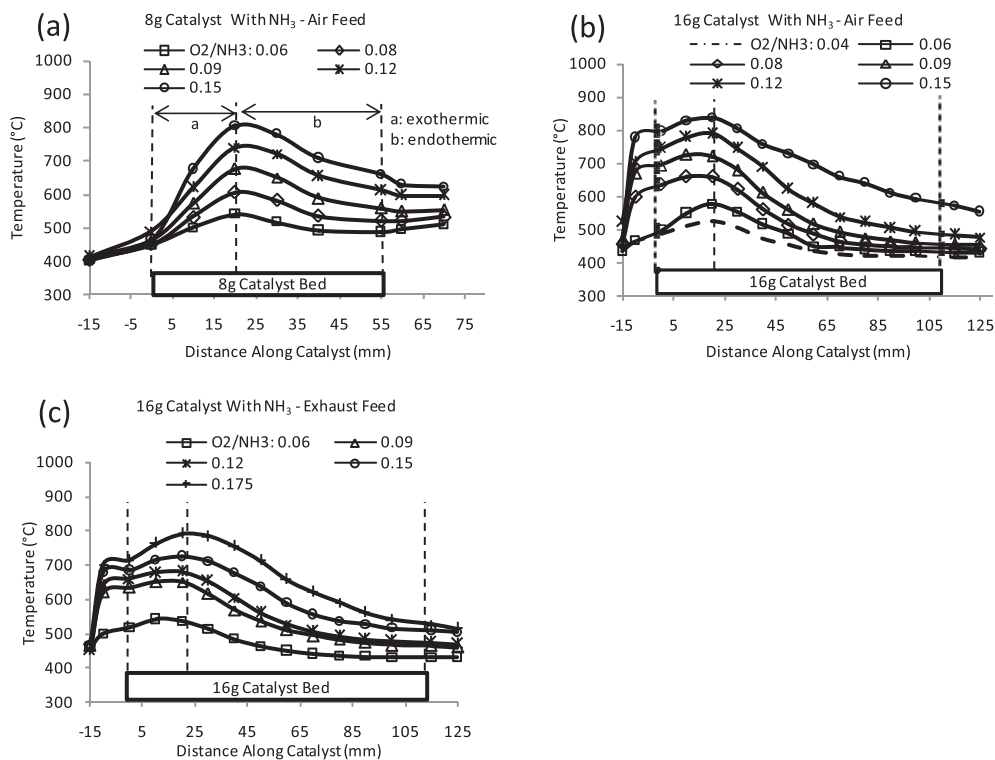 (a)
8g Catalyst With NH₃ - Air Feed
O2/NH3: 0.06
0.08
0.09
0.12
0.15
1000
900
800
700
600
500
400
300
Temperature (°C)
a
b
a: exothermic
b: endothermic
8g Catalyst Bed
-15 -5 5 15 25 35 45 55 65 75
Distance Along Catalyst (mm)
(b)
16g Catalyst With NH₃ - Air Feed
O2/NH3: 0.04
0.06
0.08
0.09
0.12
0.15
1000
900
800
700
600
500
400
300
Temperature (°C)
16g Catalyst Bed
-15 5 25 45 65 85 105 125
Distance Along Catalyst (mm)
(c)
16g Catalyst With NH₃ - Exhaust Feed
O2/NH3: 0.06
0.09
0.12
0.15
0.175
1000
900
800
700
600
500
400
300
Temperature (°C)
16g Catalyst Bed
-15 5 25 45 65 85 105 125
Distance Along Catalyst (mm)